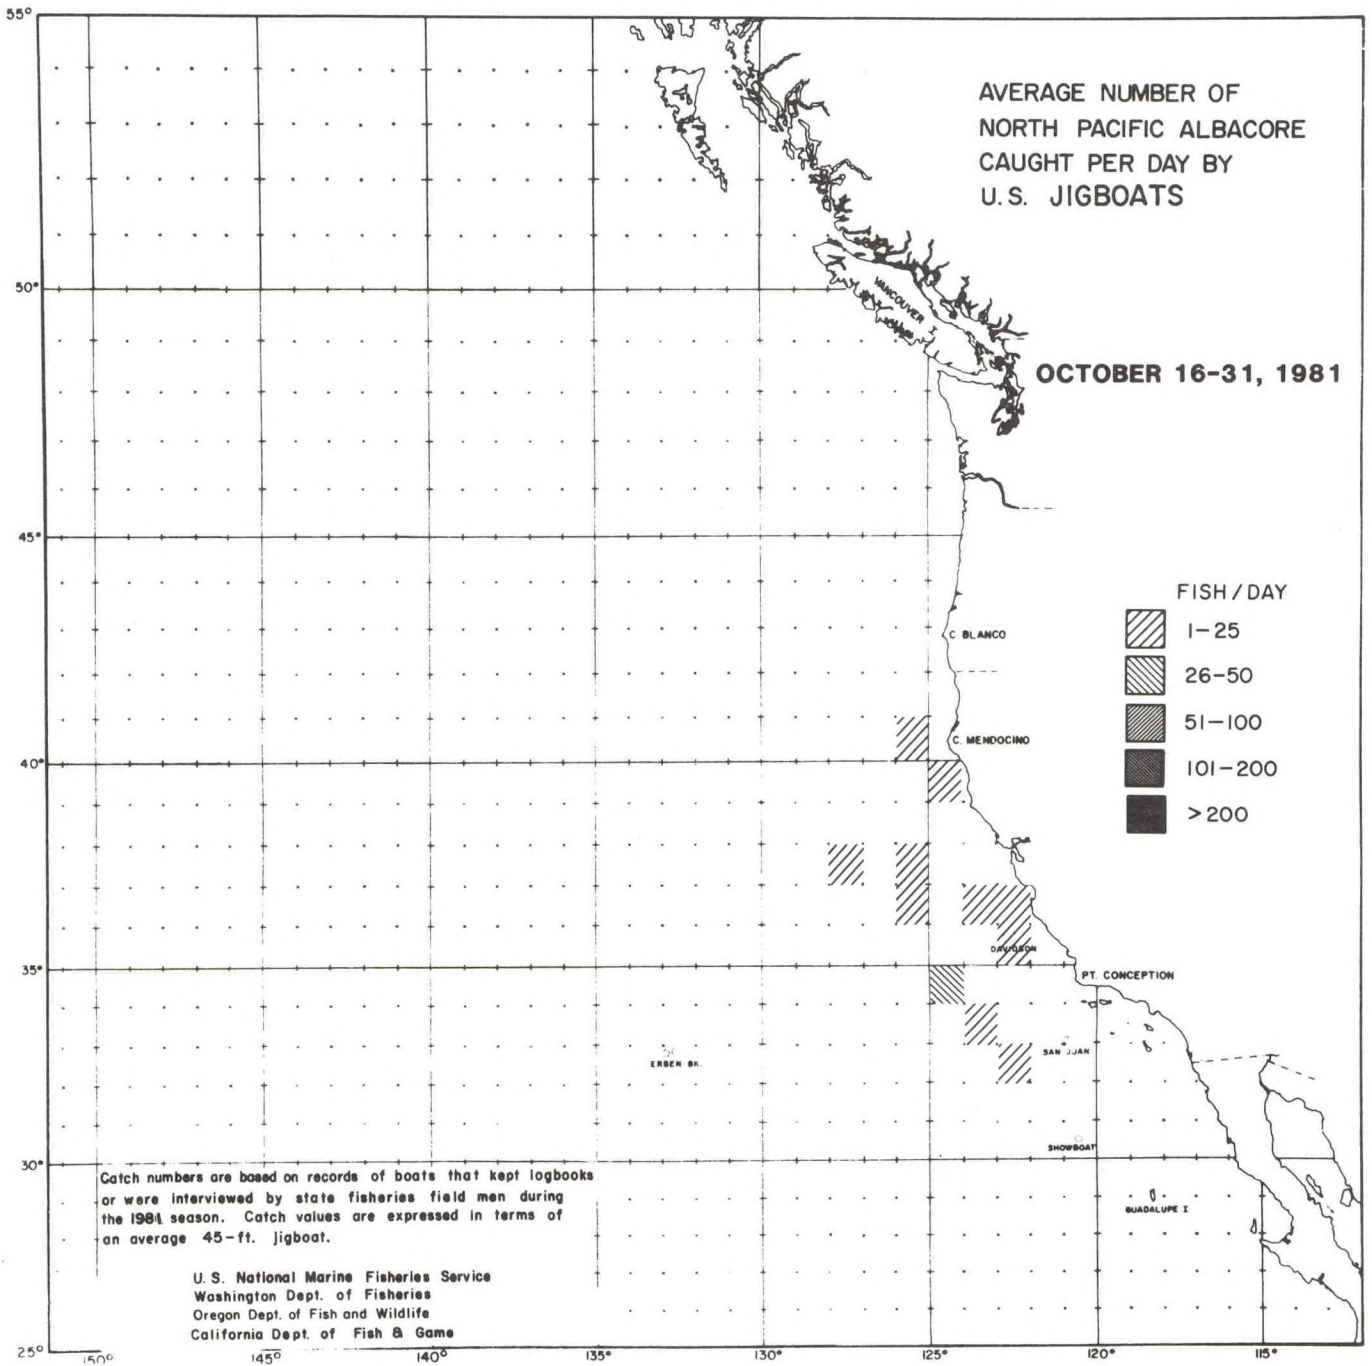 55°
AVERAGE NUMBER OF
NORTH PACIFIC ALBACORE
CAUGHT PER DAY BY
U.S. JIGBOATS
50°
VANCOUVER I.
OCTOBER 16-31, 1981
45°
FISH/DAY
1-25
C. BLANCO
26-50
51-100
C. MENDOCINO
40°
101-200
>200
DAVIDSON
35°
PT. CONCEPTION
SAN JUAN
ERBEN BK.
SHOWBOAT
30°
Catch numbers are based on records of boats that kept logbooks
or were interviewed by state fisheries field men during
the 1981 season. Catch values are expressed in terms of
an average 45-ft. jigboat.
GUADALUPE I
U.S. National Marine Fisheries Service
Washington Dept. of Fisheries
Oregon Dept. of Fish and Wildlife
California Dept. of Fish & Game
25°
150° 145° 140° 135° 130° 125° 120° 115°